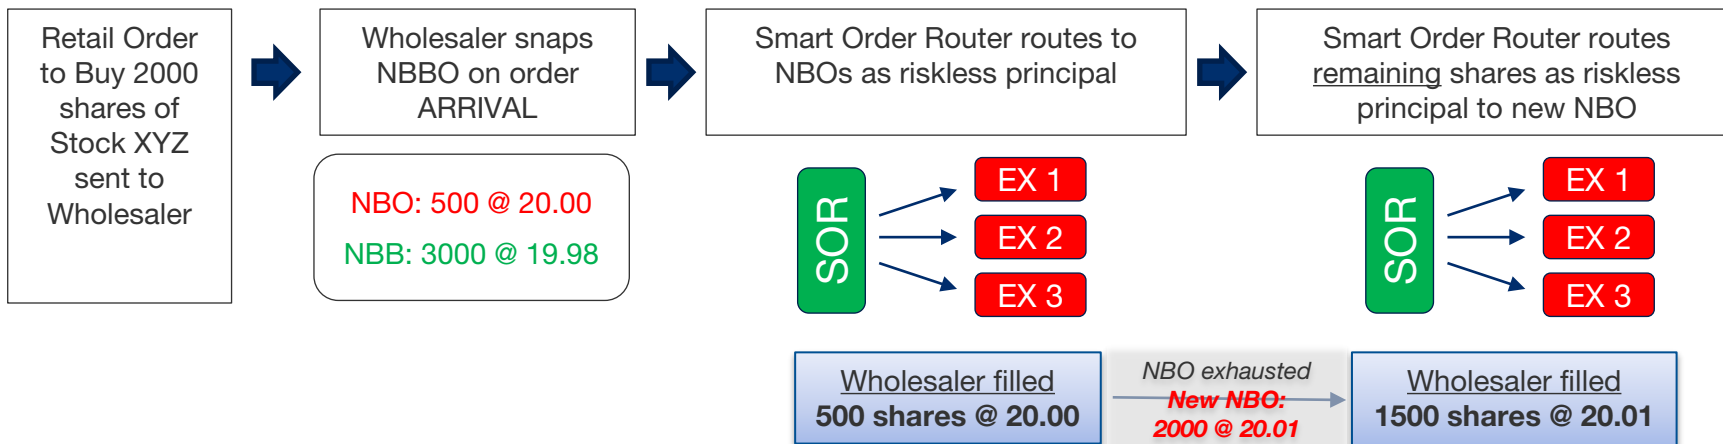 Retail Order
to Buy 2000
shares of
Stock XYZ
sent to
Wholesaler
Wholesaler snaps
NBBO on order
ARRIVAL
NBO: 500 @ 20.00
NBB: 3000 @ 19.98
Smart Order Router routes to
NBOs as riskless principal
SOR
EX 1
EX 2
EX 3
Wholesaler filled
500 shares @ 20.00
NBO exhausted
New NBO:
2000 @ 20.01
Smart Order Router routes
remaining shares as riskless
principal to new NBO
SOR
EX 1
EX 2
EX 3
Wholesaler filled
1500 shares @ 20.01